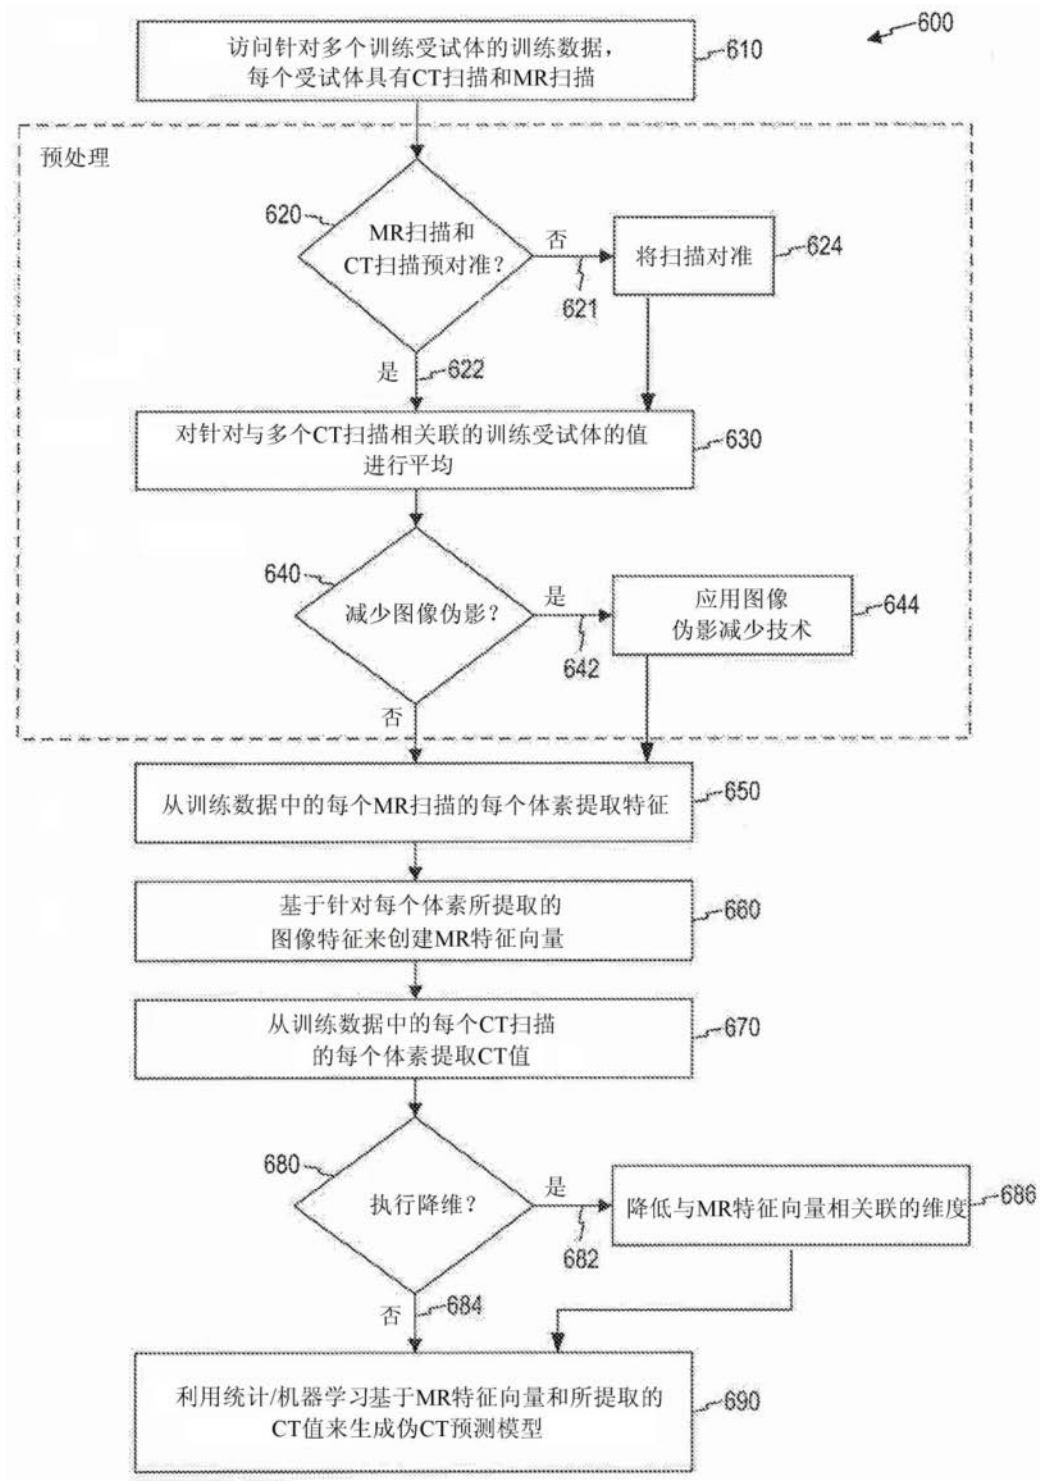 600
访问针对多个训练受试体的训练数据，
每个受试体具有CT扫描和MR扫描
610
预处理
620
MR扫描和
CT扫描预对准？
否
621
将扫描对准
624
是
622
对针对与多个CT扫描相关联的训练受试体的值
进行平均
630
640
减少图像伪影？
是
642
应用图像
伪影减少技术
644
否
从训练数据中的每个MR扫描的每个体素提取特征
650
基于针对每个体素所提取的
图像特征来创建MR特征向量
660
从训练数据中的每个CT扫描
的每个体素提取CT值
670
680
执行降维？
是
682
降低与MR特征向量相关联的维度
686
否
684
利用统计/机器学习基于MR特征向量和所提取的
CT值来生成伪CT预测模型
690